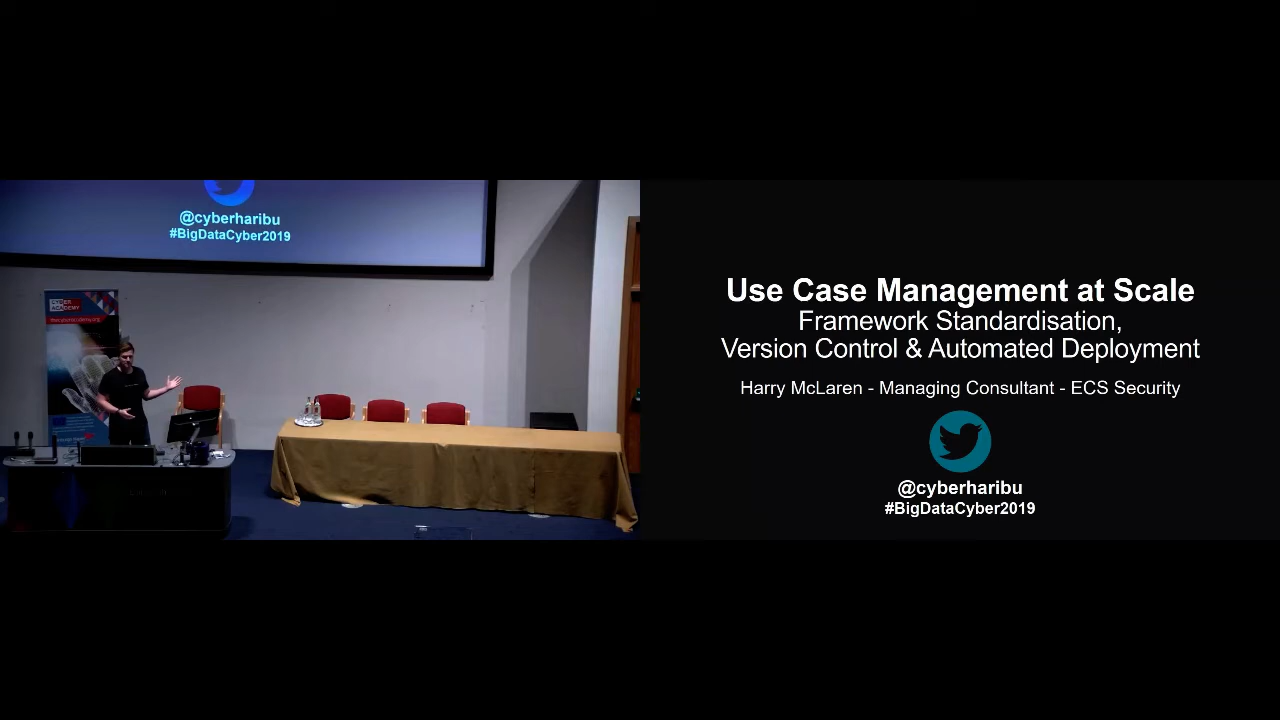 @cyberharibu
#BigDataCyber2019
Use Case Management at Scale
Framework Standardisation,
Version Control & Automated Deployment
Harry McLaren - Managing Consultant - ECS Security
@cyberharibu
#BigDataCyber2019